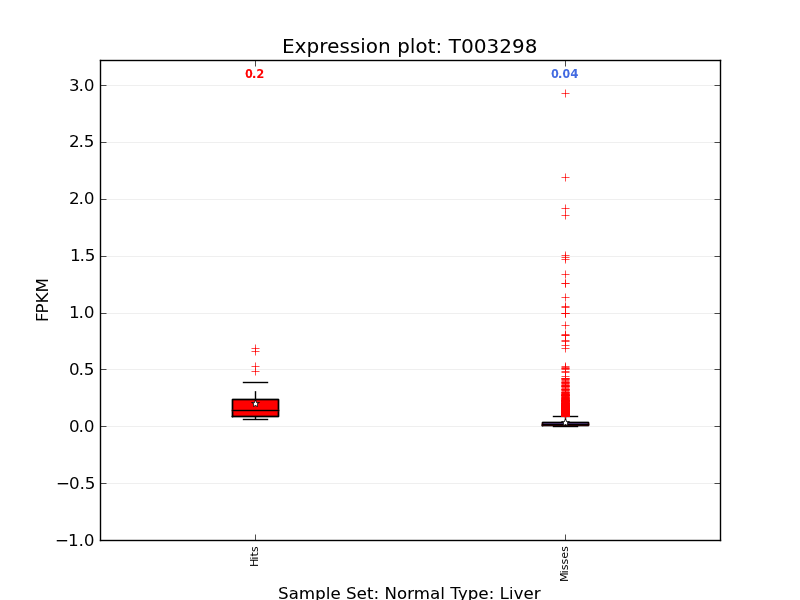 Expression plot: T003298
0.2
0.04
3.0
2.5
2.0
1.5
1.0
0.5
0.0
−0.5
−1.0
FPKM
Hits
Misses
Sample Set: Normal Type: Liver